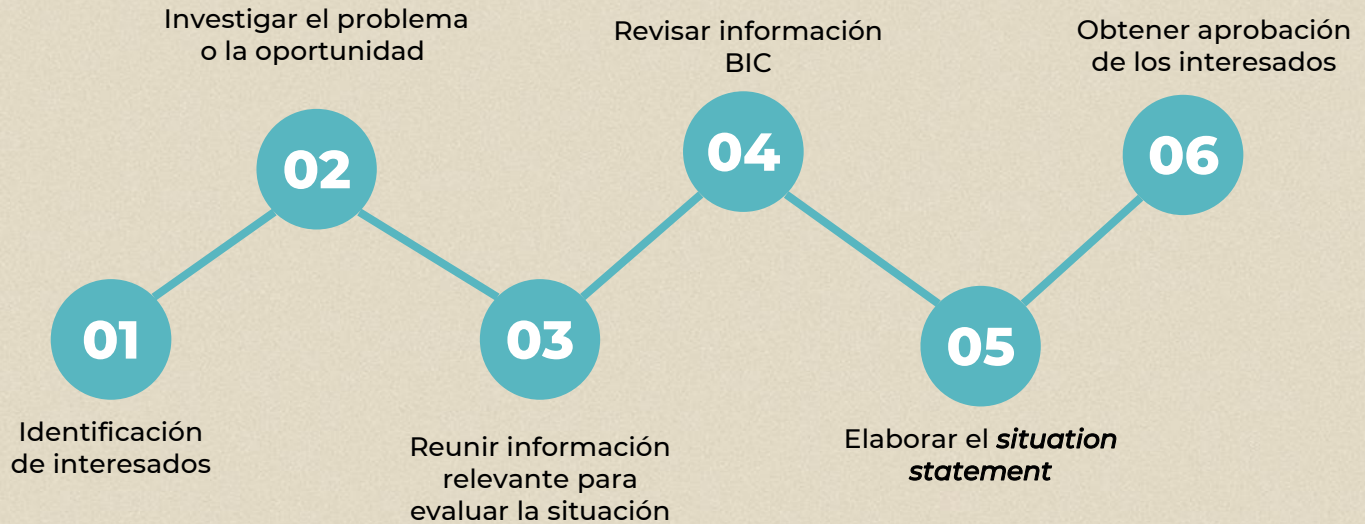 01
Identificación
de interesados
Investigar el problema
o la oportunidad
02
03
Reunir información
relevante para
evaluar la situación
Revisar información
BIC
04
05
Elaborar el situation
statement
Obtener aprobación
de los interesados
06